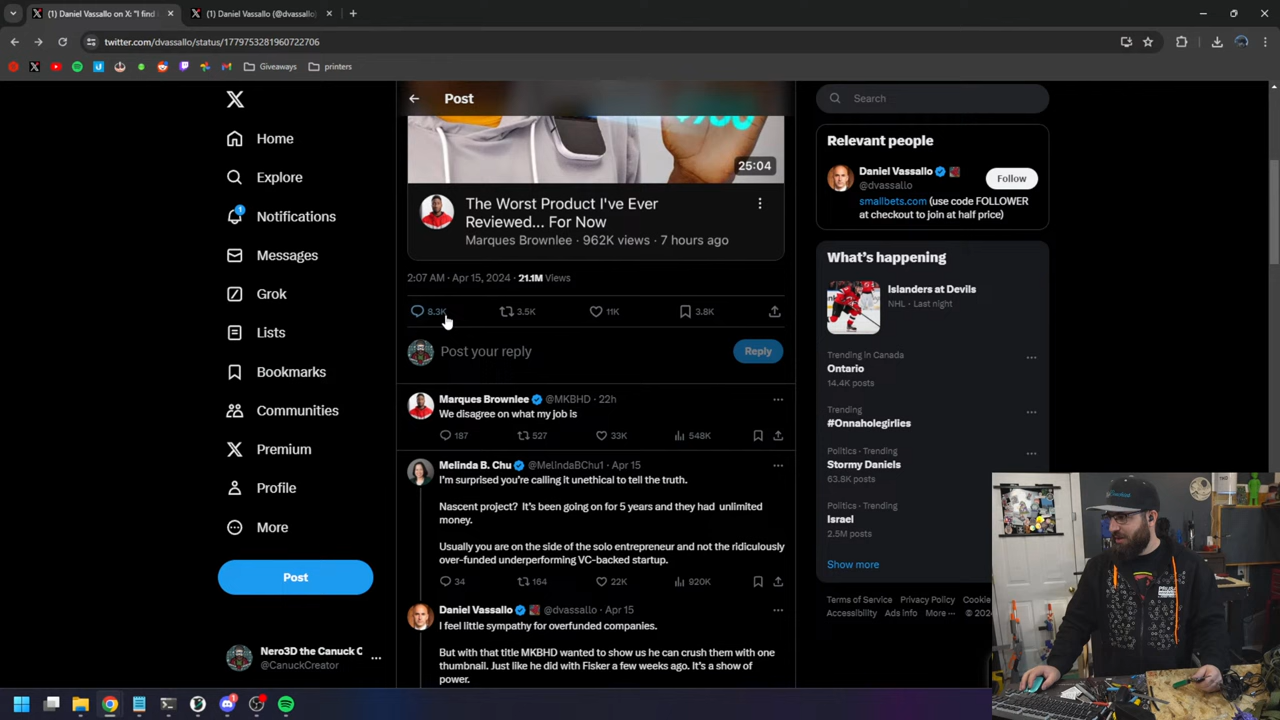 (1) Daniel Vassallo on X: "I find
(1) Daniel Vassallo (@dvassallo)
twitter.com/dvassallo/status/1779753281960722706
Giveaways
printers
Home
Explore
1
Notifications
Messages
Grok
Lists
Bookmarks
Communities
Premium
Profile
More
Post
Nero3D the Canuck C
@CanuckCreator
Post
25:04
The Worst Product I've Ever
Reviewed... For Now
Marques Brownlee · 962K views · 7 hours ago
2:07 AM · Apr 15, 2024 · 21.1M Views
8.3K 3.5K 11K 3.8K
Post your reply
Reply
Marques Brownlee @MKBHD · 22h
We disagree on what my job is
187 527 33K 548K
Melinda B. Chu @MelindaBChu1 · Apr 15
I'm surprised you're calling it unethical to tell the truth.
Nascent project? It's been going on for 5 years and they had unlimited
money.
Usually you are on the side of the solo entrepreneur and not the ridiculously
over-funded underperforming VC-backed startup.
34 164 22K 920K
Daniel Vassallo @dvassallo · Apr 15
I feel little sympathy for overfunded companies.
But with that title MKBHD wanted to show us he can crush them with one
thumbnail. Just like he did with Fisker a few weeks ago. It's a show of
power.
Search
Relevant people
Daniel Vassallo
@dvassallo
Follow
smallbets.com (use code FOLLOWER
at checkout to join at half price)
What's happening
Islanders at Devils
NHL · Last night
Trending in Canada
Ontario
14.4K posts
Trending
#Onnaholegirlies
Politics · Trending
Stormy Daniels
63.8K posts
Politics · Trending
Israel
2.5M posts
Show more
Terms of Service Privacy Policy Cookie
Accessibility Ads info More ··· © 202